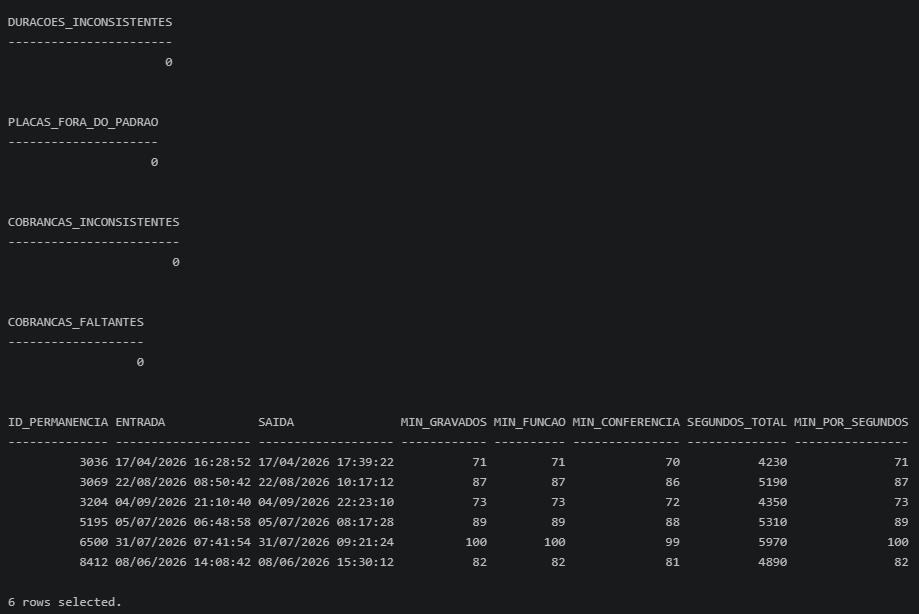 DURACOES_INCONSISTENTES
-----------------------
0
PLACAS_FORA_DO_PADRAO
---------------------
0
COBRANCAS_INCONSISTENTES
------------------------
0
COBRANCAS_FALTANTES
-------------------
0
ID_PERMANENCIA ENTRADA             SAIDA               MIN_GRAVADOS MIN_FUNCAO MIN_CONFERENCIA SEGUNDOS_TOTAL MIN_POR_SEGUNDOS
-------------- ------------------- ------------------- ------------ ---------- --------------- -------------- ----------------
3036 17/04/2026 16:28:52 17/04/2026 17:39:22           71         71              70           4230               71
3069 22/08/2026 08:50:42 22/08/2026 10:17:12           87         87              86           5190               87
3204 04/09/2026 21:10:40 04/09/2026 22:23:10           73         73              72           4350               73
5195 05/07/2026 06:48:58 05/07/2026 08:17:28           89         89              88           5310               89
6500 31/07/2026 07:41:54 31/07/2026 09:21:24          100        100              99           5970              100
8412 08/06/2026 14:08:42 08/06/2026 15:30:12           82         82              81           4890               82
6 rows selected.